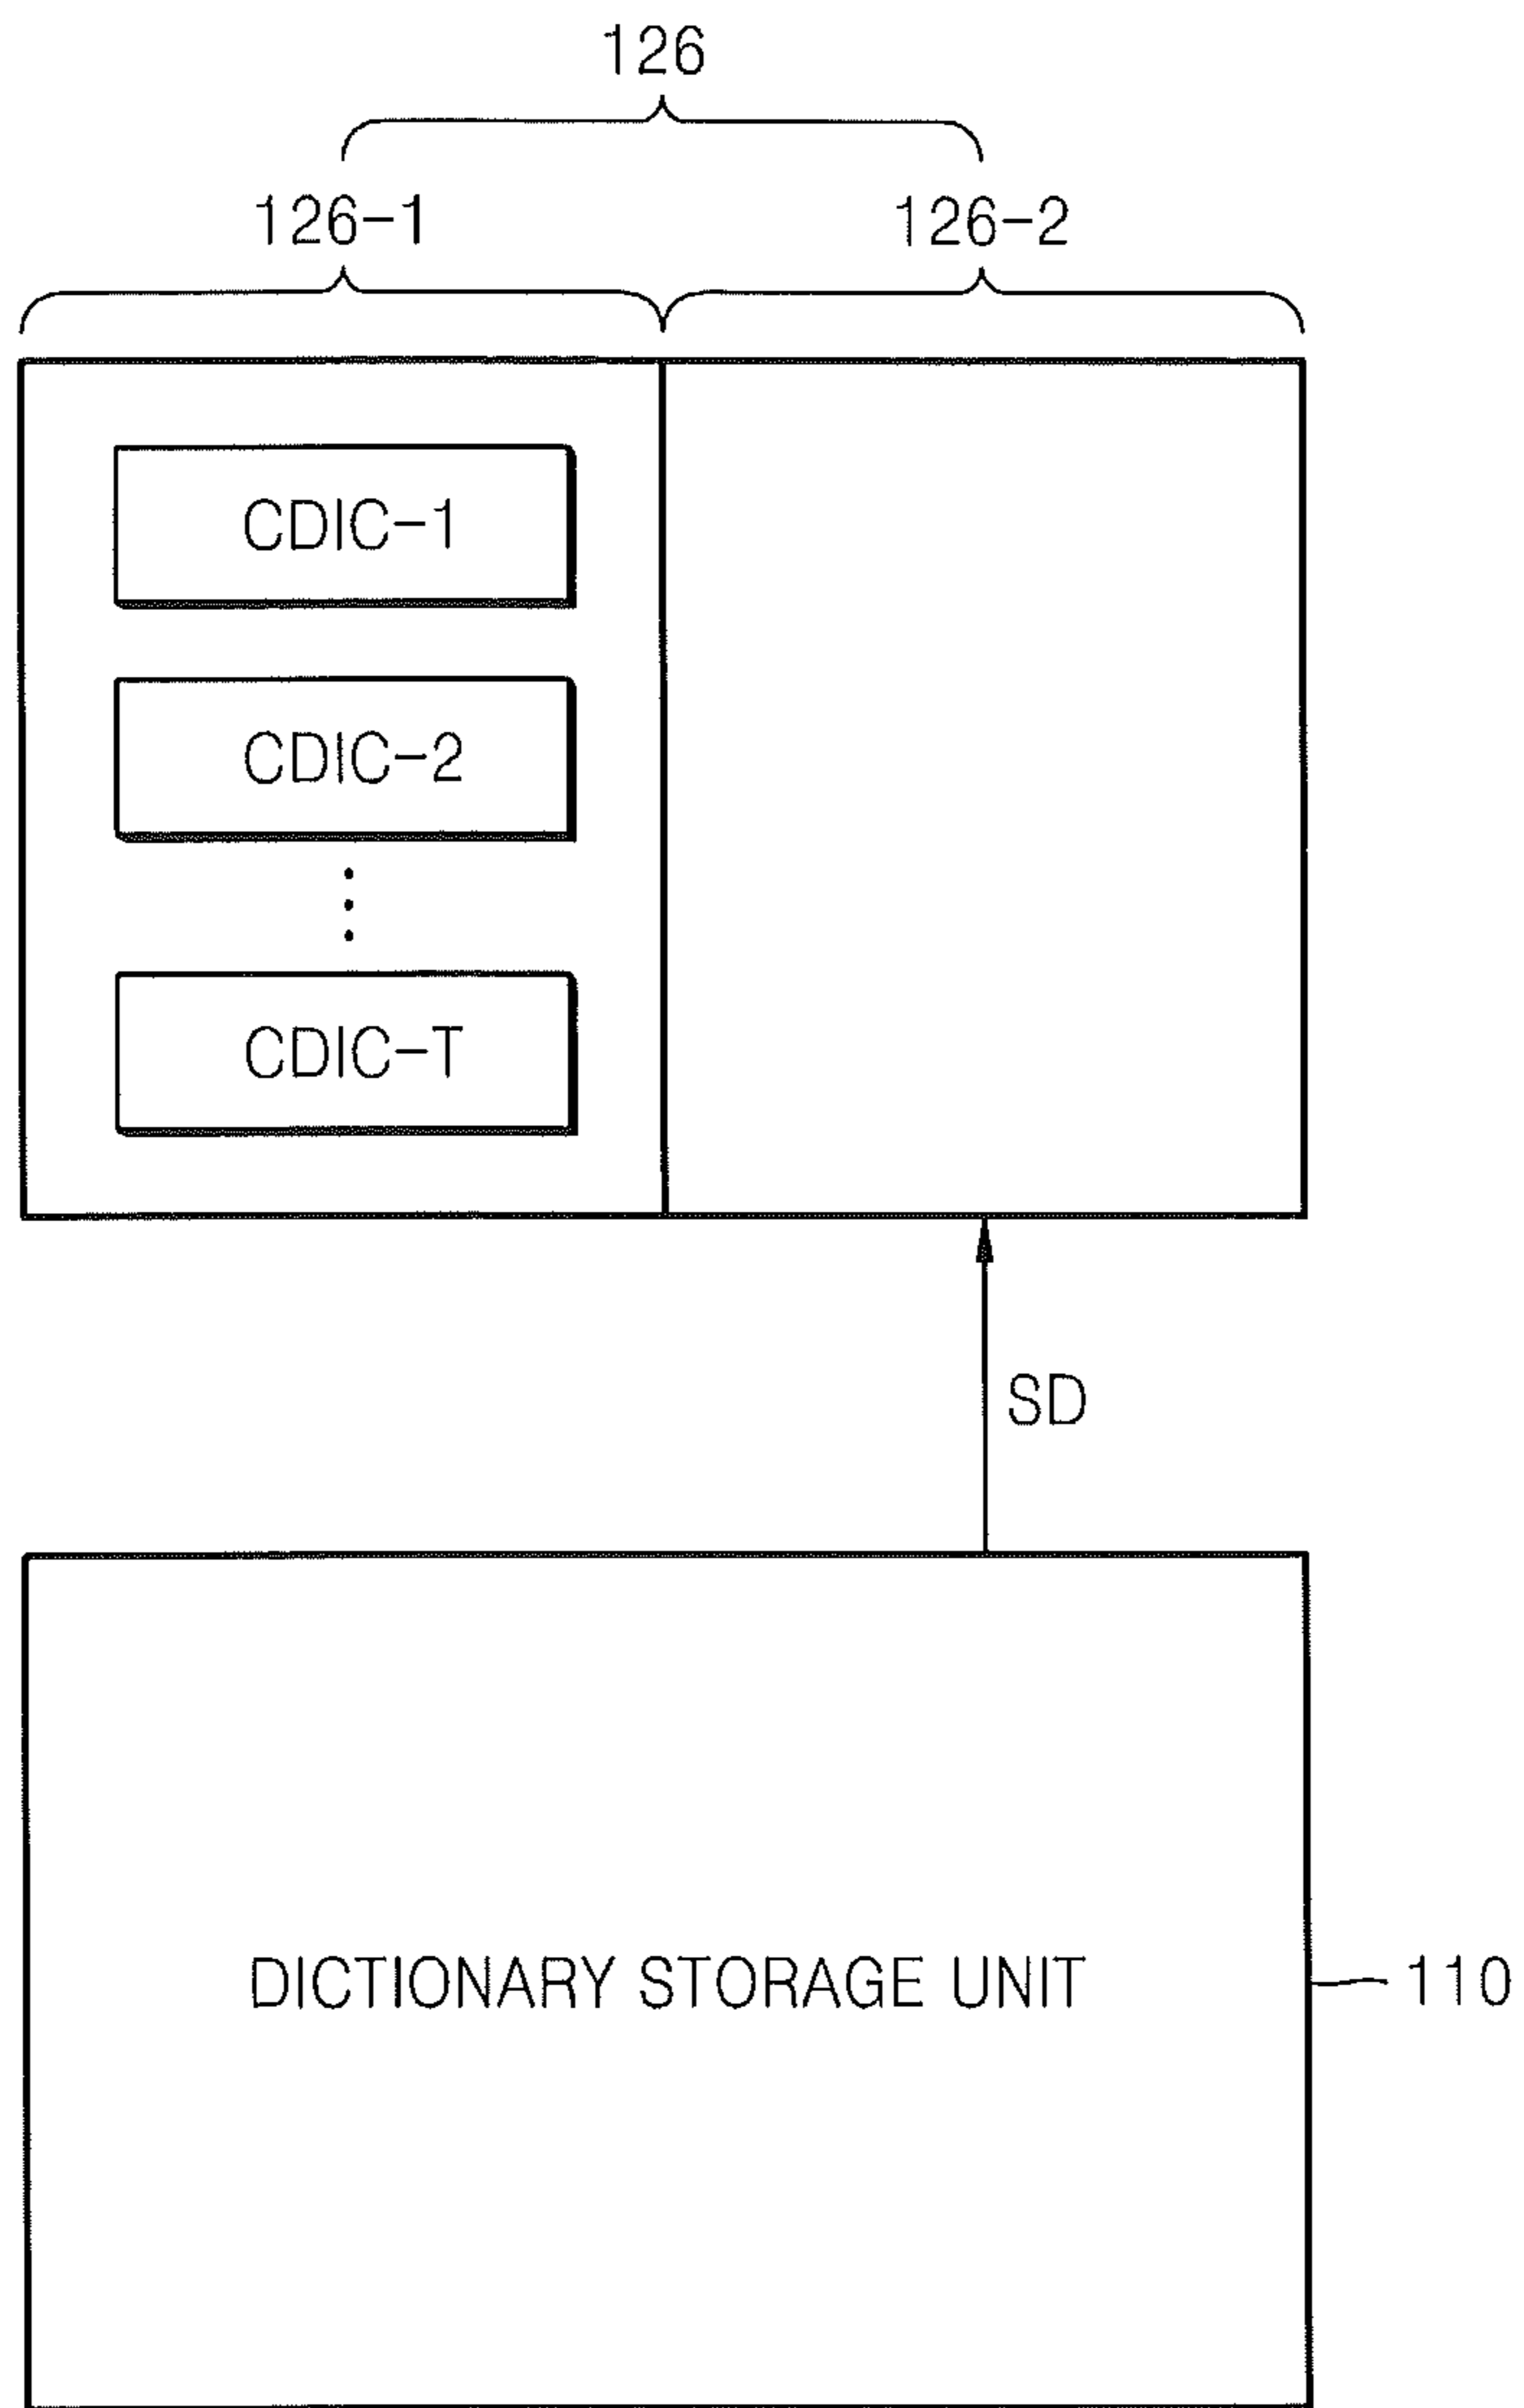 126
126-1 126-2
CDIC-1
CDIC-2
CDIC-T
SD
DICTIONARY STORAGE UNIT
110